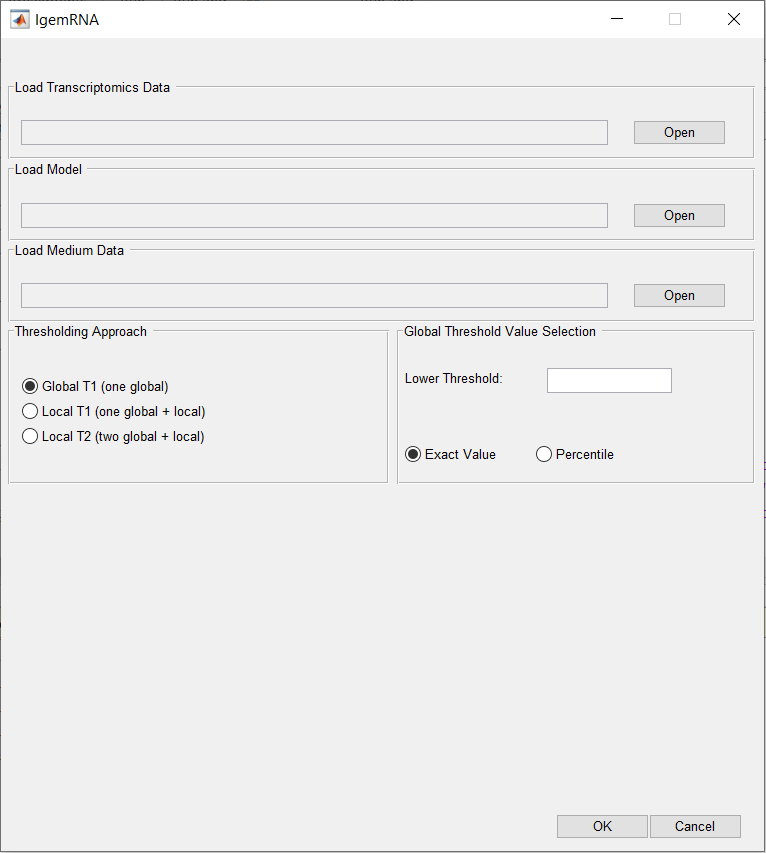 IgemRNA
Load Transcriptomics Data
Open
Load Model
Open
Load Medium Data
Open
Thresholding Approach
Global T1 (one global)
Local T1 (one global + local)
Local T2 (two global + local)
Global Threshold Value Selection
Lower Threshold:
Exact Value
Percentile
OK
Cancel